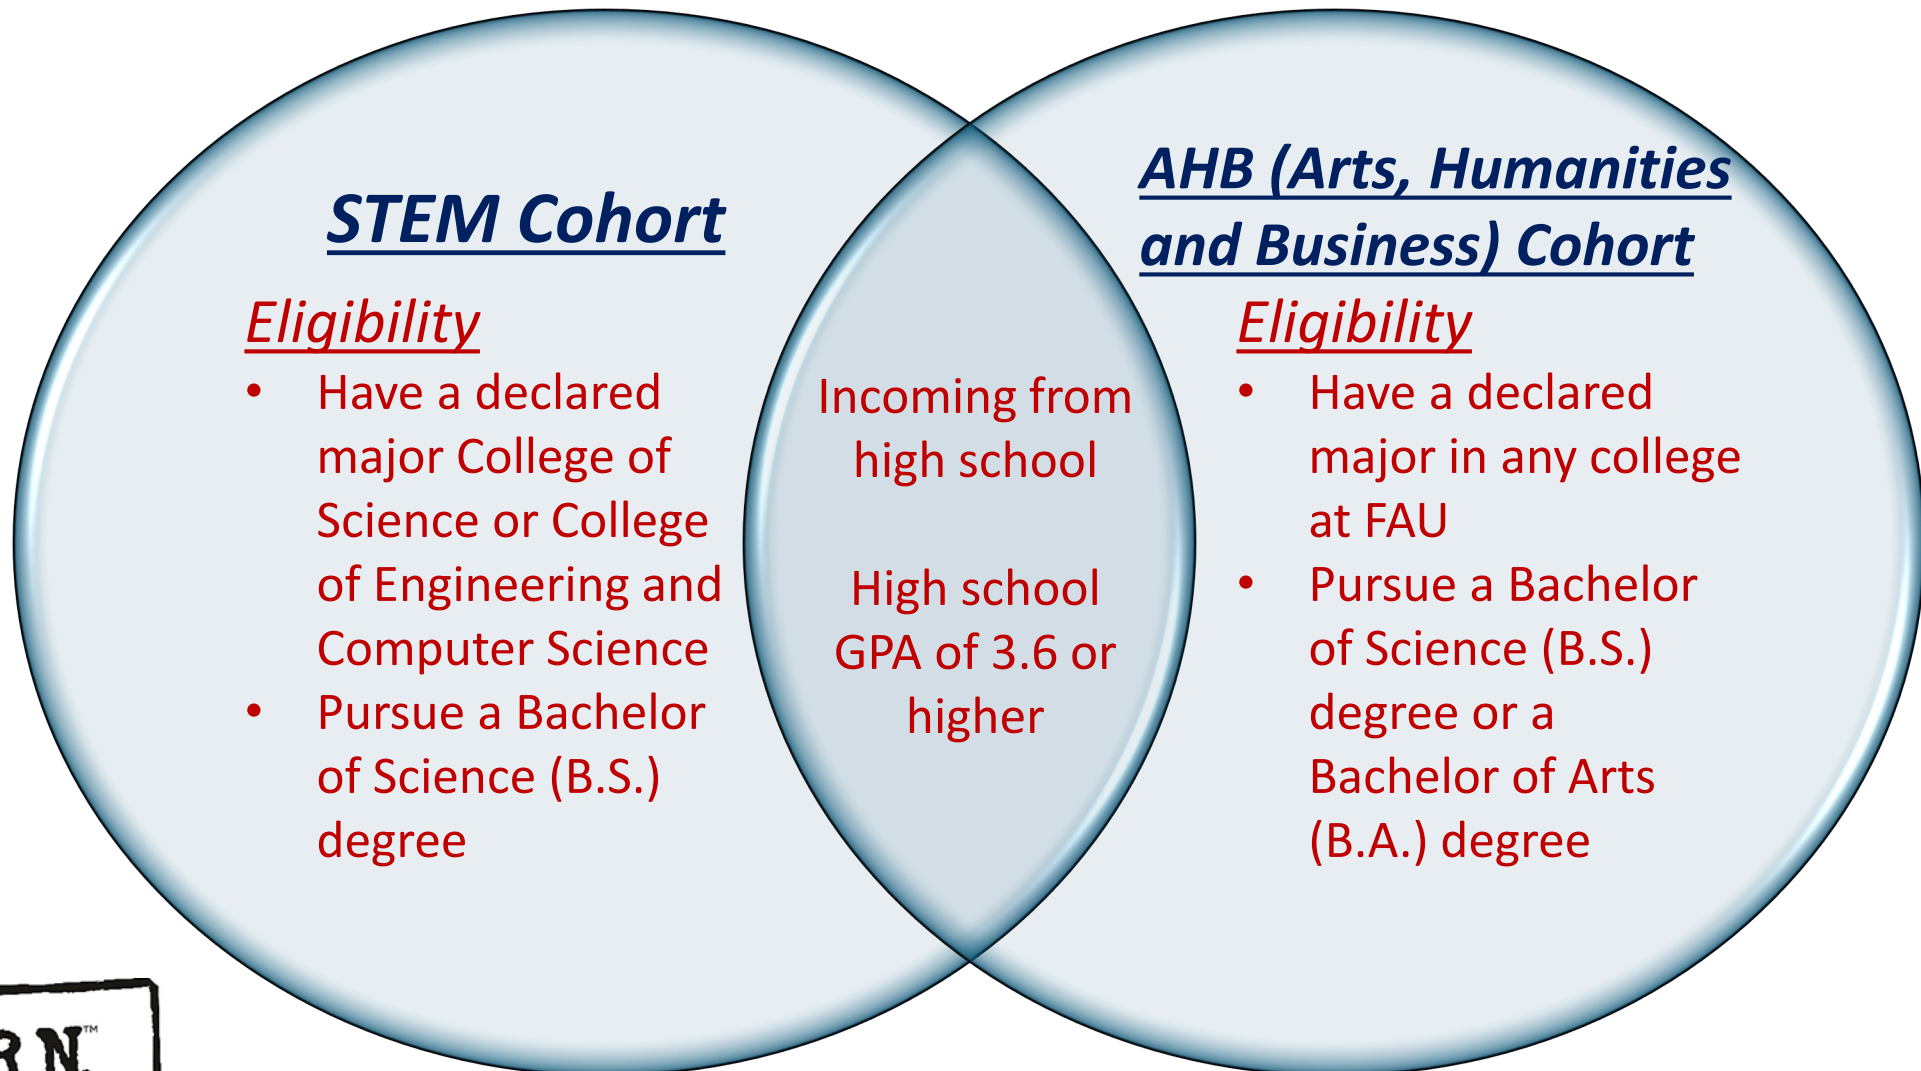 STEM Cohort
Eligibility
• Have a declared
major College of
Science or College
of Engineering and
Computer Science
• Pursue a Bachelor
of Science (B.S.)
degree
Incoming from
high school
High school
GPA of 3.6 or
higher
AHB (Arts, Humanities
and Business) Cohort
Eligibility
• Have a declared
major in any college
at FAU
• Pursue a Bachelor
of Science (B.S.)
degree or a
Bachelor of Arts
(B.A.) degree
RN™